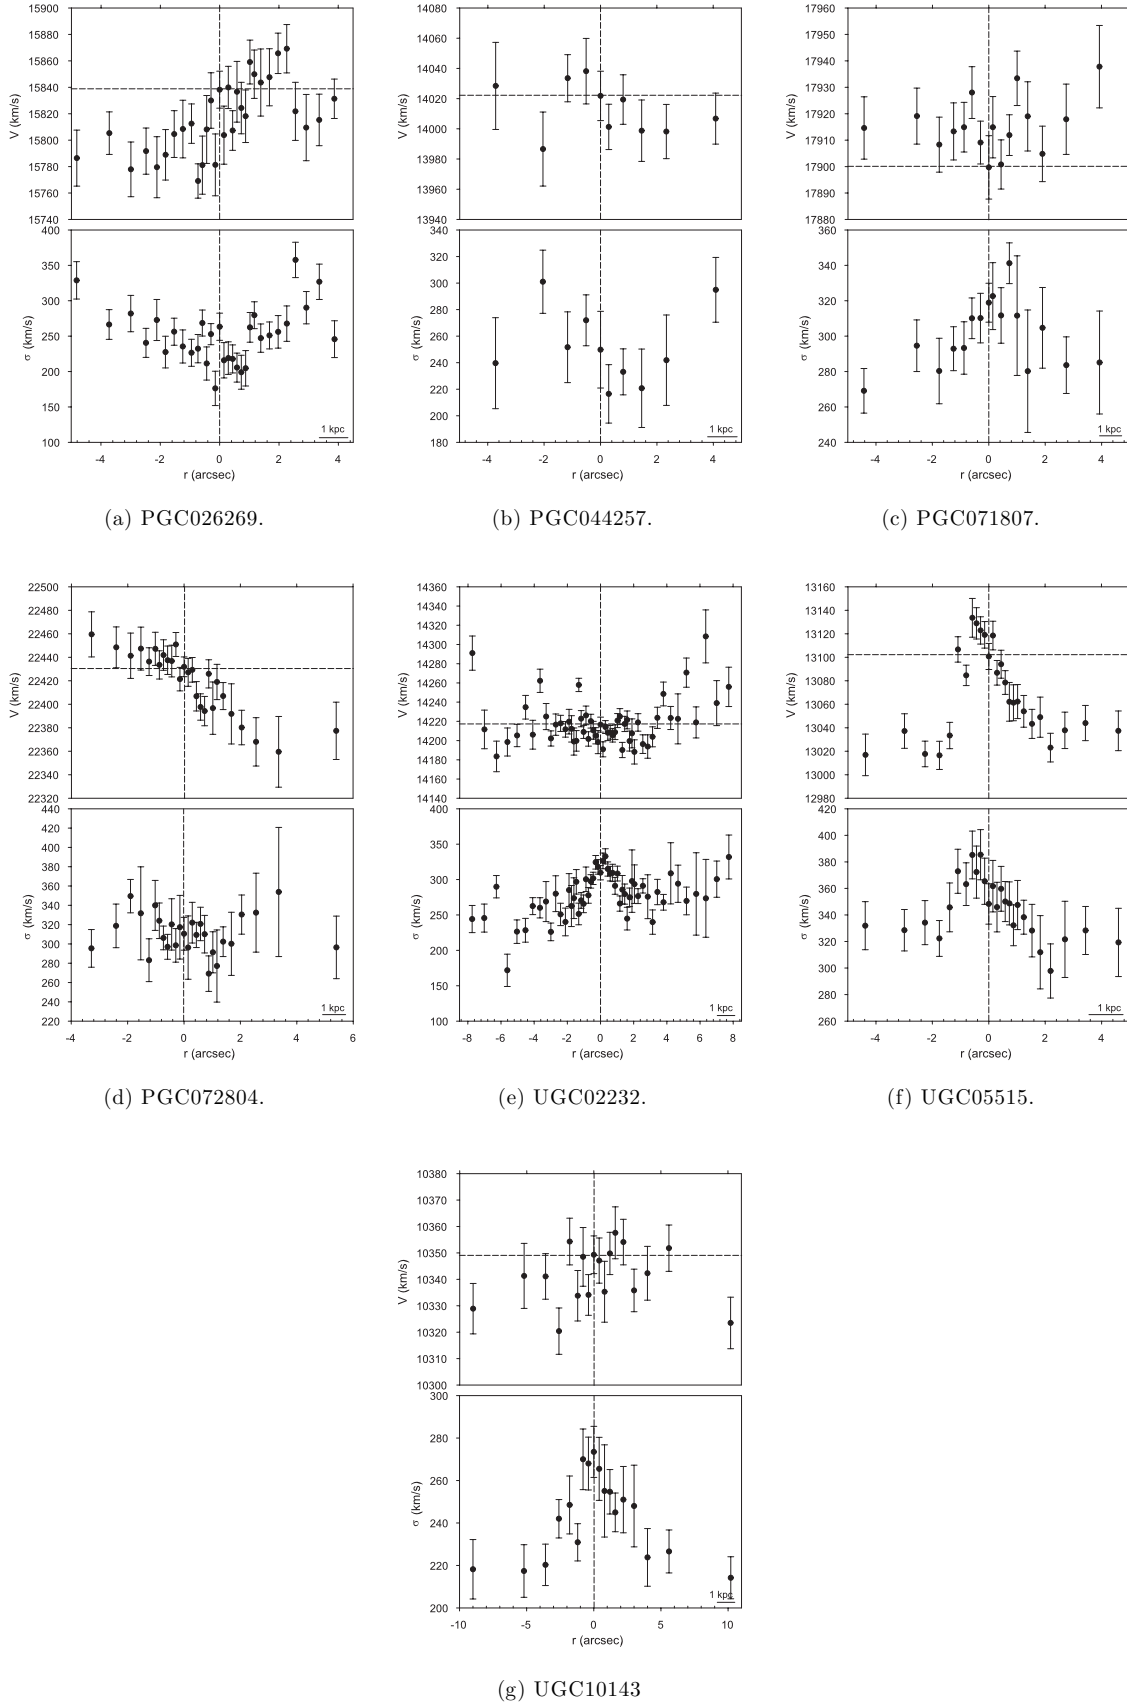 15900 15880 15860 15840 15820 15800 15780 15760 15740
V (km/s)
400 350 300 250 200 150 100
σ (km/s)
1 kpc
-4 -2 0 2 4
r (arcsec)
(a) PGC026269.
14080 14060 14040 14020 14000 13980 13960 13940
V (km/s)
340 320 300 280 260 240 220 200 180
σ (km/s)
1 kpc
-4 -2 0 2 4
r (arcsec)
(b) PGC044257.
17960 17950 17940 17930 17920 17910 17900 17890 17880
V (km/s)
360 340 320 300 280 260 240
σ (km/s)
1 kpc
-4 -2 0 2 4
r (arcsec)
(c) PGC071807.
22500 22480 22460 22440 22420 22400 22380 22360 22340 22320
V (km/s)
440 420 400 380 360 340 320 300 280 260 240 220
σ (km/s)
1 kpc
-4 -2 0 2 4 6
r (arcsec)
(d) PGC072804.
14360 14340 14320 14300 14280 14260 14240 14220 14200 14180 14160 14140
V (km/s)
400 350 300 250 200 150 100
σ (km/s)
1 kpc
-8 -6 -4 -2 0 2 4 6 8
r (arcsec)
(e) UGC02232.
13160 13140 13120 13100 13080 13060 13040 13020 13000 12980
V (km/s)
420 400 380 360 340 320 300 280 260
σ (km/s)
1 kpc
-4 -2 0 2 4
r (arcsec)
(f) UGC05515.
10380 10370 10360 10350 10340 10330 10320 10310 10300
V (km/s)
300 280 260 240 220 200
σ (km/s)
1 kpc
-10 -5 0 5 10
r (arcsec)
(g) UGC10143